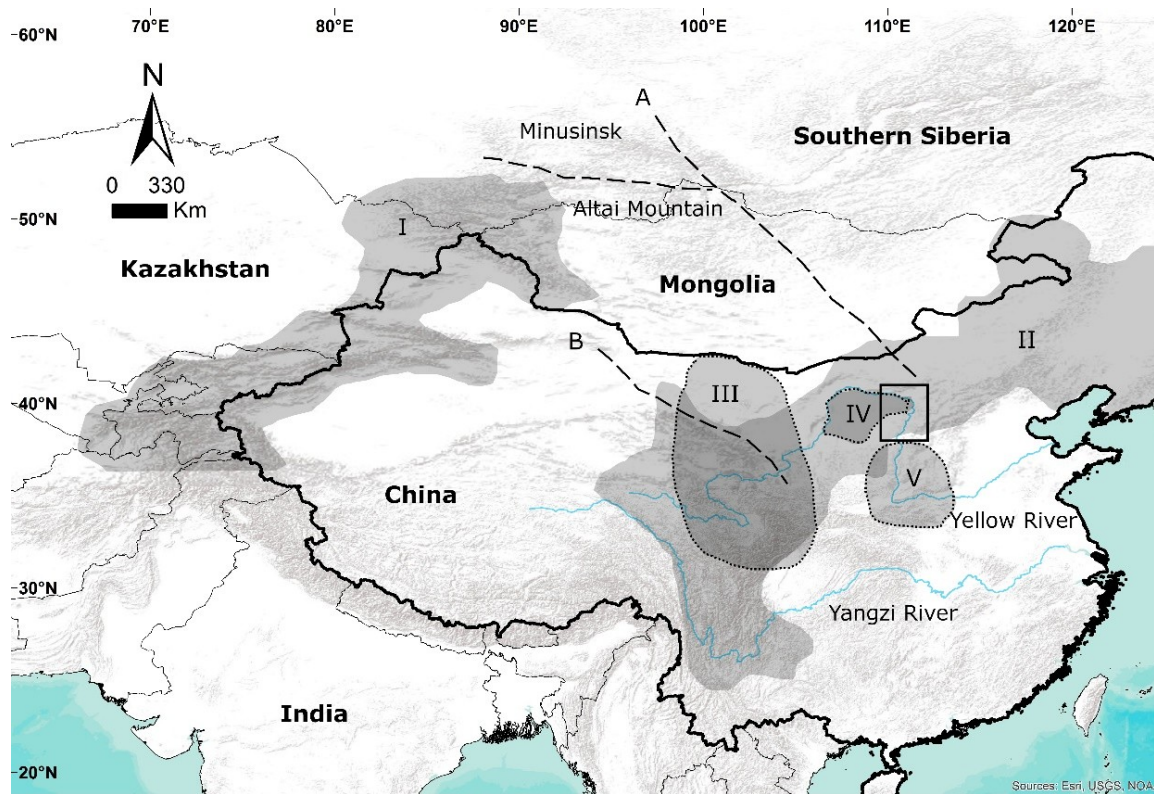 70°E 80°E 90°E 100°E 110°E 120°E
60°N
N
A
Minusinsk
Southern Siberia
0 330
Km
50°N
Altai Mountain
I
Kazakhstan
Mongolia
II
B
III
40°N
IV
China
V
Yellow River
30°N
Yangzi River
India
20°N
Sources: Esri, USGS, NOA